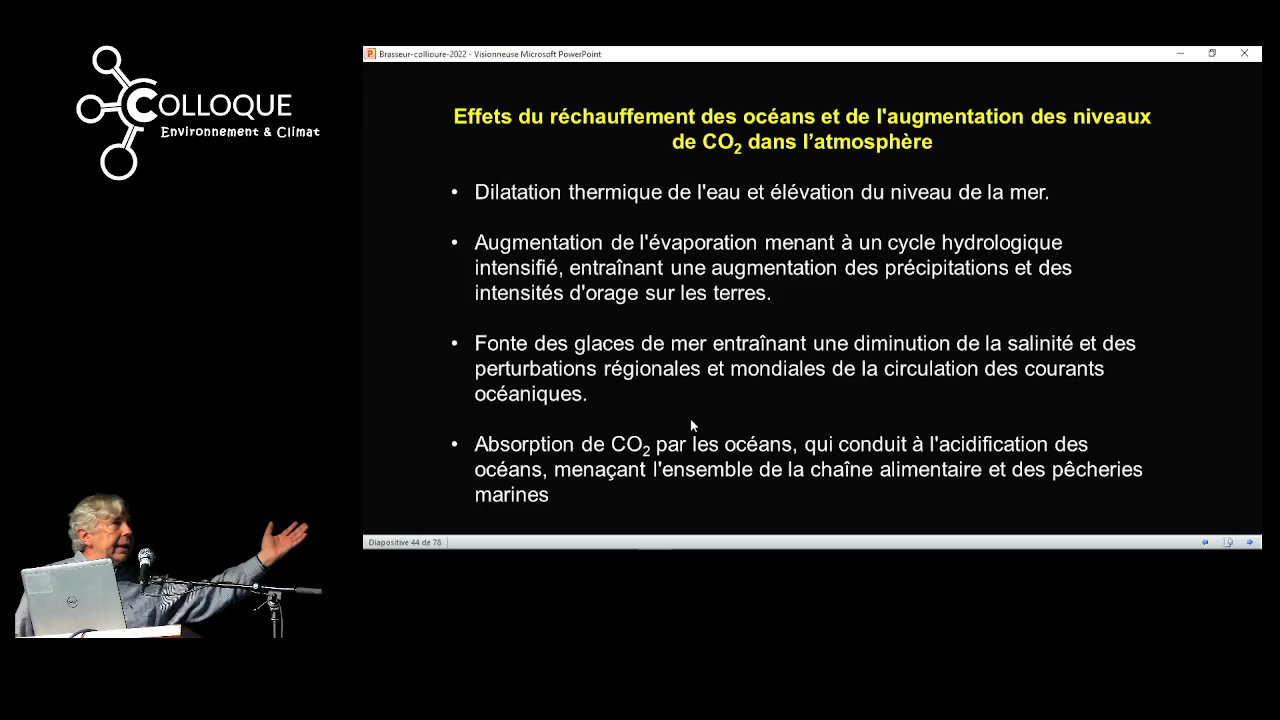 COLLOQUE
Environnement & Climat
Brasseur-collioure-2022 - Visionneuse Microsoft PowerPoint
Effets du réchauffement des océans et de l'augmentation des niveaux
de CO2 dans l’atmosphère
• Dilatation thermique de l'eau et élévation du niveau de la mer.
• Augmentation de l'évaporation menant à un cycle hydrologique
intensifié, entraînant une augmentation des précipitations et des
intensités d'orage sur les terres.
• Fonte des glaces de mer entraînant une diminution de la salinité et des
perturbations régionales et mondiales de la circulation des courants
océaniques.
• Absorption de CO2 par les océans, qui conduit à l'acidification des
océans, menaçant l'ensemble de la chaîne alimentaire et des pêcheries
marines
Diapositive 44 de 78